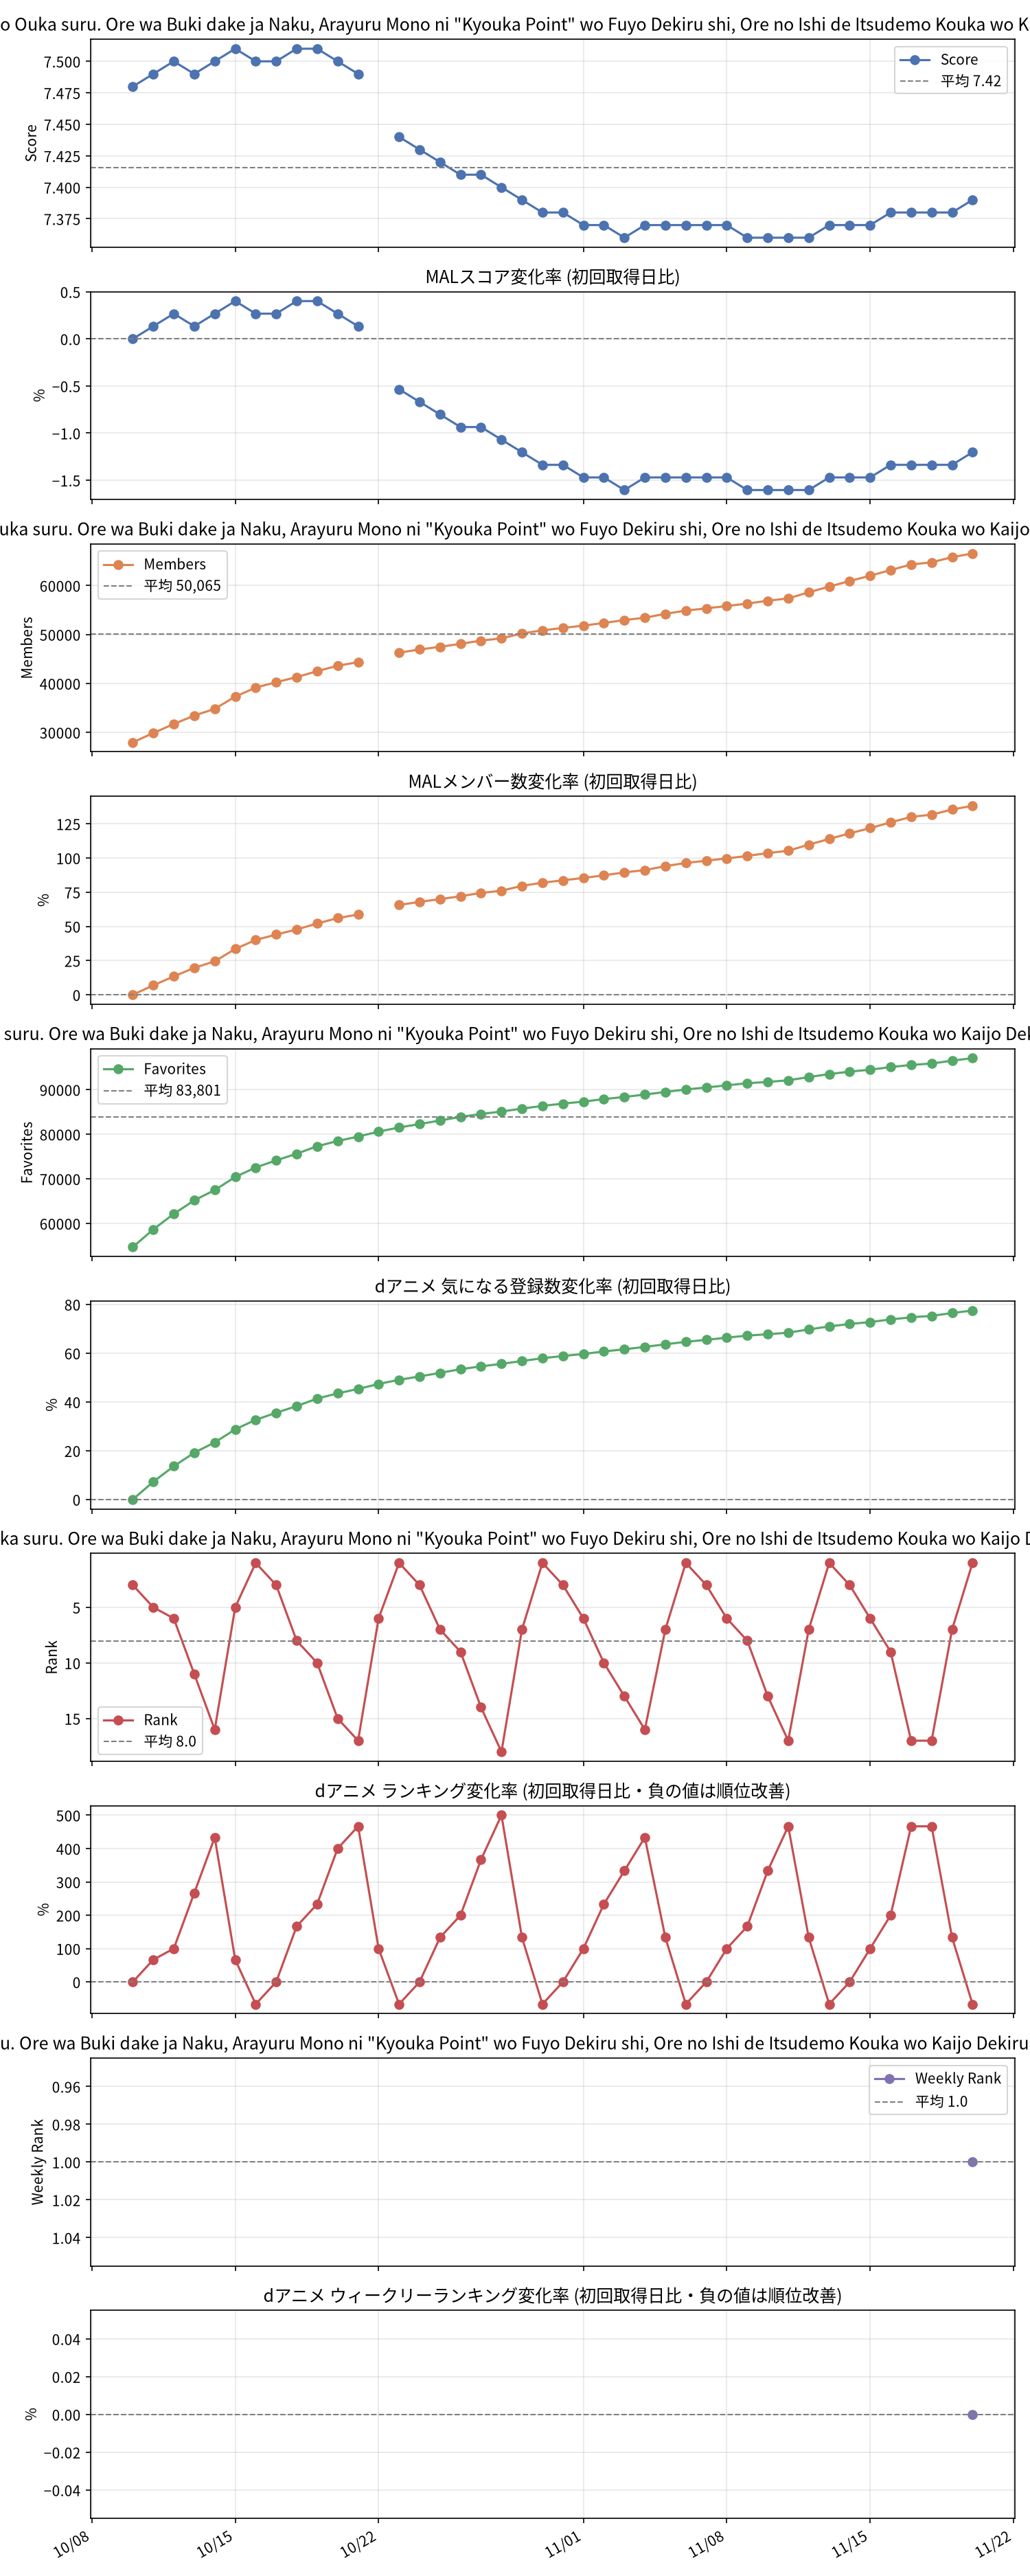 o Ouka suru. Ore wa Buki dake ja Naku, Arayuru Mono ni "Kyouka Point" wo Fuyo Dekiru shi, Ore no Ishi de Itsudemo Kouka wo K
7.500
7.475
7.450
7.425
7.400
7.375
Score
Score
平均 7.42
MALスコア変化率 (初回取得日比)
0.5
0.0
−0.5
−1.0
−1.5
%
uka suru. Ore wa Buki dake ja Naku, Arayuru Mono ni "Kyouka Point" wo Fuyo Dekiru shi, Ore no Ishi de Itsudemo Kouka wo Kaijo
60000
50000
40000
30000
Members
Members
平均 50,065
MALメンバー数変化率 (初回取得日比)
125
100
75
50
25
0
%
suru. Ore wa Buki dake ja Naku, Arayuru Mono ni "Kyouka Point" wo Fuyo Dekiru shi, Ore no Ishi de Itsudemo Kouka wo Kaijo Del
90000
80000
70000
60000
Favorites
Favorites
平均 83,801
dアニメ 気になる登録数変化率 (初回取得日比)
80
60
40
20
0
%
ka suru. Ore wa Buki dake ja Naku, Arayuru Mono ni "Kyouka Point" wo Fuyo Dekiru shi, Ore no Ishi de Itsudemo Kouka wo Kaijo D
5
10
15
Rank
Rank
平均 8.0
dアニメ ランキング変化率 (初回取得日比・負の値は順位改善)
500
400
300
200
100
0
%
u. Ore wa Buki dake ja Naku, Arayuru Mono ni "Kyouka Point" wo Fuyo Dekiru shi, Ore no Ishi de Itsudemo Kouka wo Kaijo Dekiru
0.96
0.98
1.00
1.02
1.04
Weekly Rank
Weekly Rank
平均 1.0
dアニメ ウィークリーランキング変化率 (初回取得日比・負の値は順位改善)
0.04
0.02
0.00
−0.02
−0.04
%
10/08
10/15
10/22
11/01
11/08
11/15
11/22